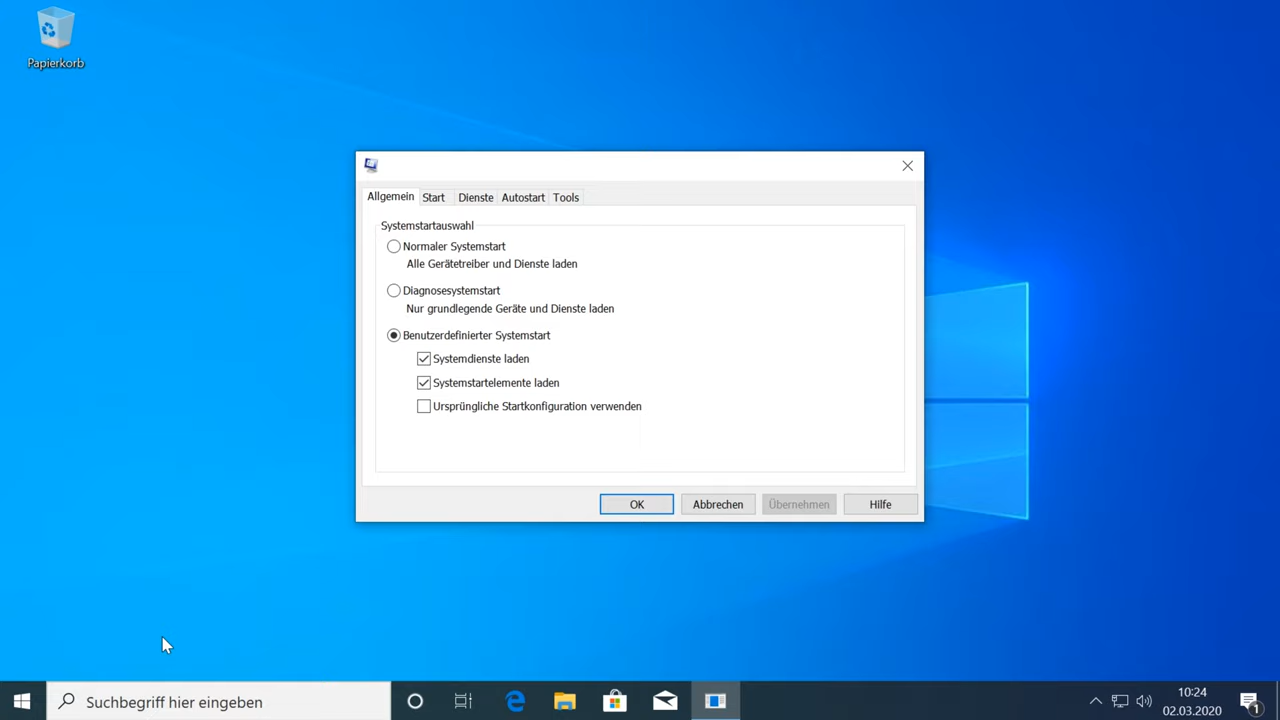 Papierkorb
Allgemein Start Dienste Autostart Tools
Systemstartauswahl
Normaler Systemstart
Alle Gerätetreiber und Dienste laden
Diagnosesystemstart
Nur grundlegende Geräte und Dienste laden
Benutzerdefinierter Systemstart
Systemdienste laden
Systemstartelemente laden
Ursprüngliche Startkonfiguration verwenden
OK Abbrechen Übernehmen Hilfe
Suchbegriff hier eingeben
10:24
02.03.2020
1